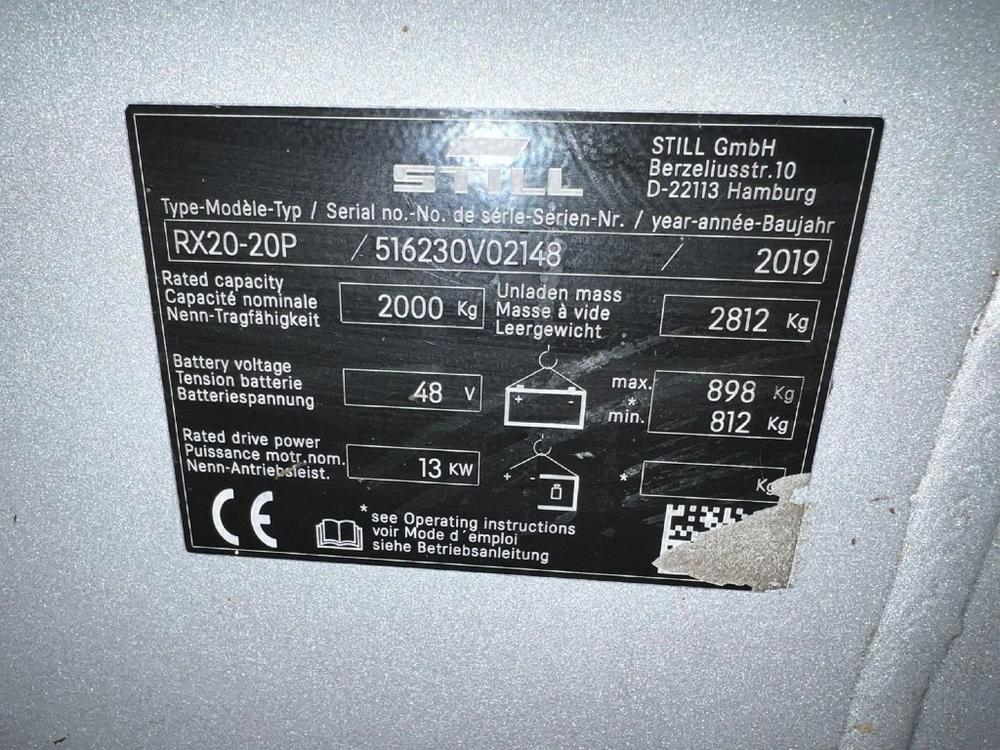 STILL
STILL GmbH
Berzeliusstr.10
D-22113 Hamburg
Type-Modèle-Typ / Serial no.-No. de série-Serien-Nr. / year-année-Baujahr
RX20-20P / 516230V02148 / 2019
Rated capacity
Capacité nominale
Nenn-Tragfähigkeit
2000 Kg
Unladen mass
Masse à vide
Leergewicht
2812 Kg
Battery voltage
Tension batterie
Batteriespannung
48 V
+ -
max. 898 Kg
*
min. 812 Kg
Rated drive power
Puissance motr.nom.
Nenn-Antriebsleist.
13 KW
+ -
* Kg
CE
* see Operating instructions
voir Mode d´emploi
siehe Betriebsanleitung